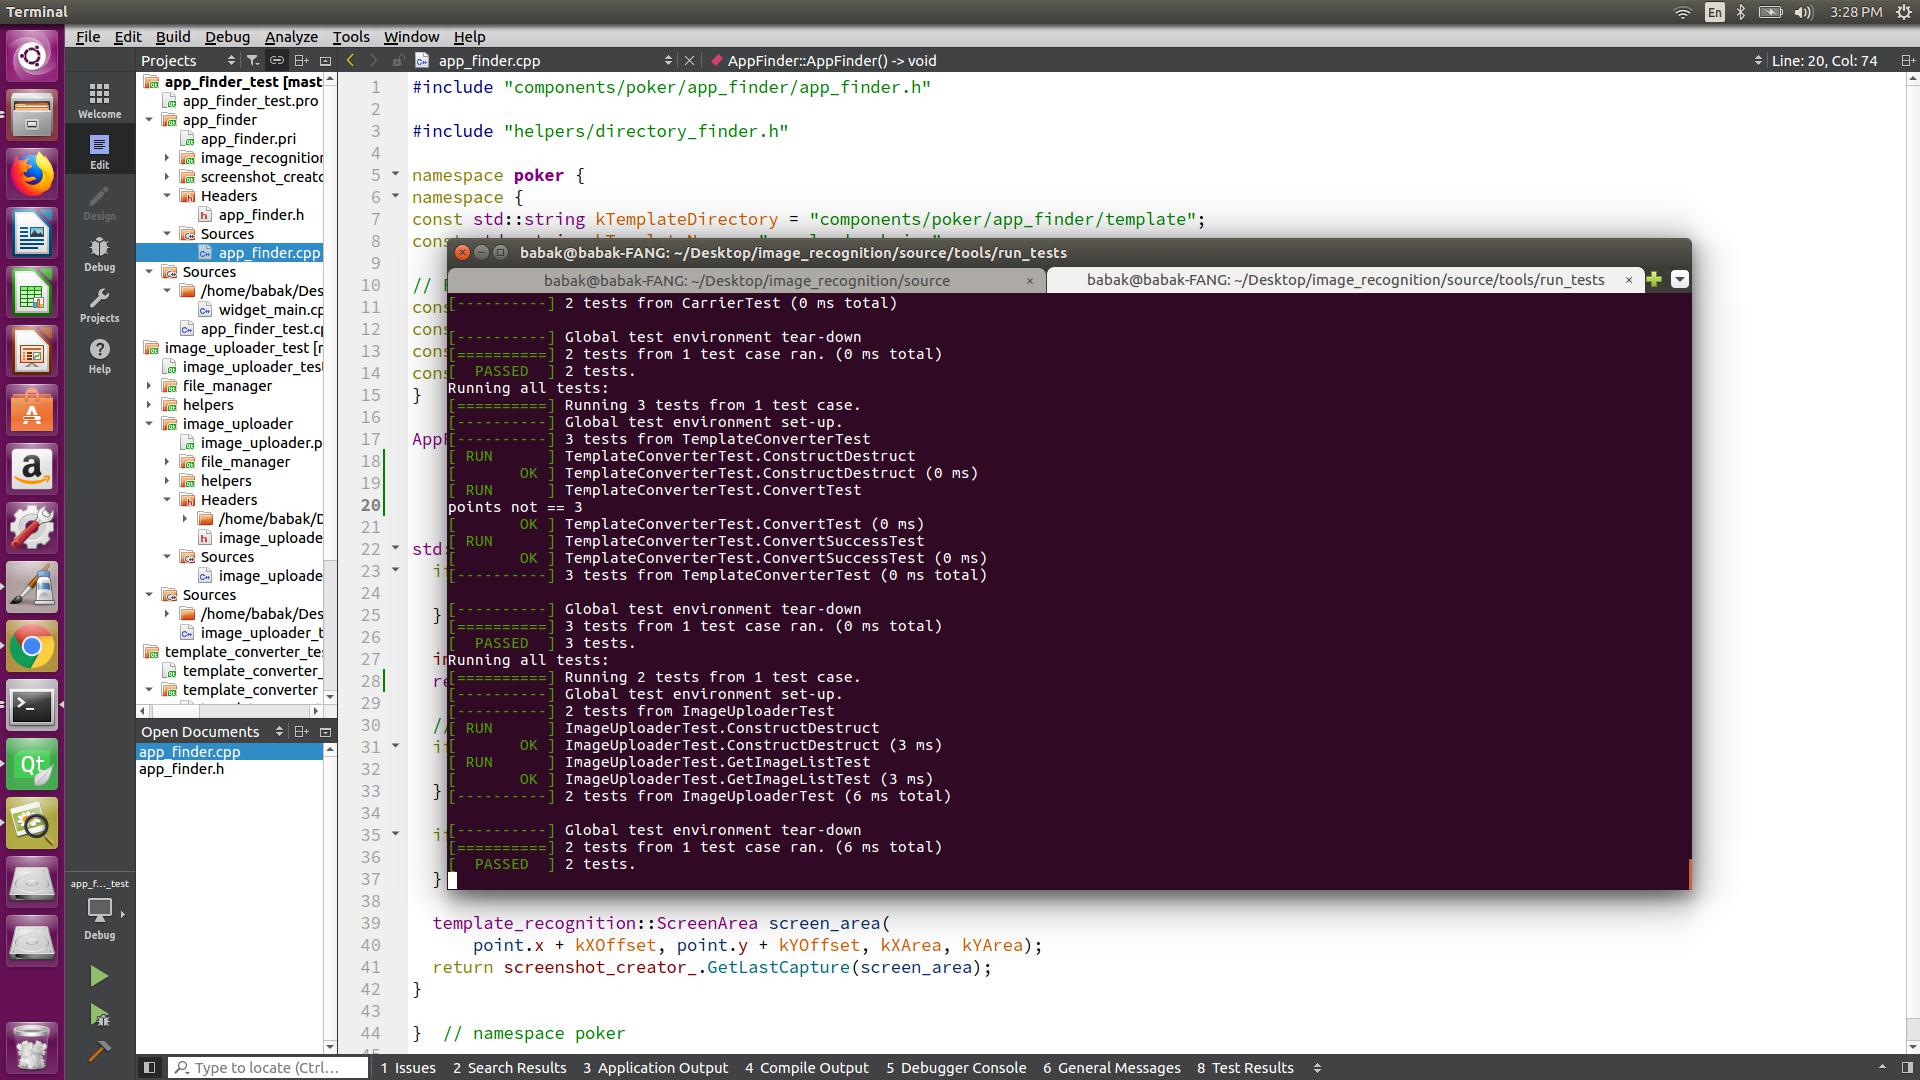 Terminal
En
3:28 PM
File Edit Build Debug Analyze Tools Window Help
Projects
app_finder.cpp
AppFinder::AppFinder() -> void
Line: 20, Col: 74
Welcome
Edit
Design
Debug
Projects
Help
app_f..._test
Debug
app_finder_test [mast
app_finder_test.pro
app_finder
app_finder.pri
image_recognition
screenshot_creato
Headers
app_finder.h
Sources
app_finder.cpp
Sources
/home/babak/Des
widget_main.cp
app_finder_test.cp
image_uploader_test [
image_uploader_tes
file_manager
helpers
image_uploader
image_uploader.p
file_manager
helpers
Headers
/home/babak/D
image_uploade
Sources
image_uploade
Sources
/home/babak/Des
image_uploader_t
template_converter_te
template_converter_
template_converter
Open Documents
app_finder.cpp
app_finder.h
1 #include "components/poker/app_finder/app_finder.h"
2
3 #include "helpers/directory_finder.h"
4
5 namespace poker {
6 namespace {
7 const std::string kTemplateDirectory = "components/poker/app_finder/template";
8 cons
9
10 //
11 cons
12 cons
13 cons
14 cons
15 }
16
17 AppF
18
19
20
21
22 std:
23 i
24
25 }
26
27 im
28 re
29
30 //
31 i
32
33 }
34
35 i
36
37 }
38
39 template_recognition::ScreenArea screen_area(
40 point.x + kXOffset, point.y + kYOffset, kXArea, kYArea);
41 return screenshot_creator_.GetLastCapture(screen_area);
42 }
43
44 } // namespace poker
babak@babak-FANG: ~/Desktop/image_recognition/source/tools/run_tests
babak@babak-FANG: ~/Desktop/image_recognition/source ×
babak@babak-FANG: ~/Desktop/image_recognition/source/tools/run_tests ×
[----------] 2 tests from CarrierTest (0 ms total)
[----------] Global test environment tear-down
[==========] 2 tests from 1 test case ran. (0 ms total)
[  PASSED  ] 2 tests.
Running all tests:
[==========] Running 3 tests from 1 test case.
[----------] Global test environment set-up.
[----------] 3 tests from TemplateConverterTest
[ RUN      ] TemplateConverterTest.ConstructDestruct
[       OK ] TemplateConverterTest.ConstructDestruct (0 ms)
[ RUN      ] TemplateConverterTest.ConvertTest
points not == 3
[       OK ] TemplateConverterTest.ConvertTest (0 ms)
[ RUN      ] TemplateConverterTest.ConvertSuccessTest
[       OK ] TemplateConverterTest.ConvertSuccessTest (0 ms)
[----------] 3 tests from TemplateConverterTest (0 ms total)
[----------] Global test environment tear-down
[==========] 3 tests from 1 test case ran. (0 ms total)
[  PASSED  ] 3 tests.
Running all tests:
[==========] Running 2 tests from 1 test case.
[----------] Global test environment set-up.
[----------] 2 tests from ImageUploaderTest
[ RUN      ] ImageUploaderTest.ConstructDestruct
[       OK ] ImageUploaderTest.ConstructDestruct (3 ms)
[ RUN      ] ImageUploaderTest.GetImageListTest
[       OK ] ImageUploaderTest.GetImageListTest (3 ms)
[----------] 2 tests from ImageUploaderTest (6 ms total)
[----------] Global test environment tear-down
[==========] 2 tests from 1 test case ran. (6 ms total)
[  PASSED  ] 2 tests.
Type to locate (Ctrl...
1 Issues 2 Search Results 3 Application Output 4 Compile Output 5 Debugger Console 6 General Messages 8 Test Results